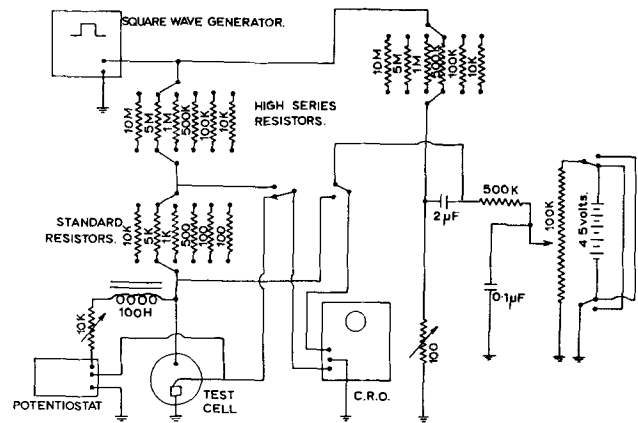 SQUARE WAVE GENERATOR.
10M
5M
1M
500K
100K
10K
HIGH SERIES
RESISTORS.
10M
5M
1M
500K
100K
10K
STANDARD
RESISTORS.
10K
5K
1K
500
100
100
100H
10K
POTENTIOSTAT
TEST
CELL
C.R.O.
2µF
500K
0·1µF
100
100K
4·5volts.